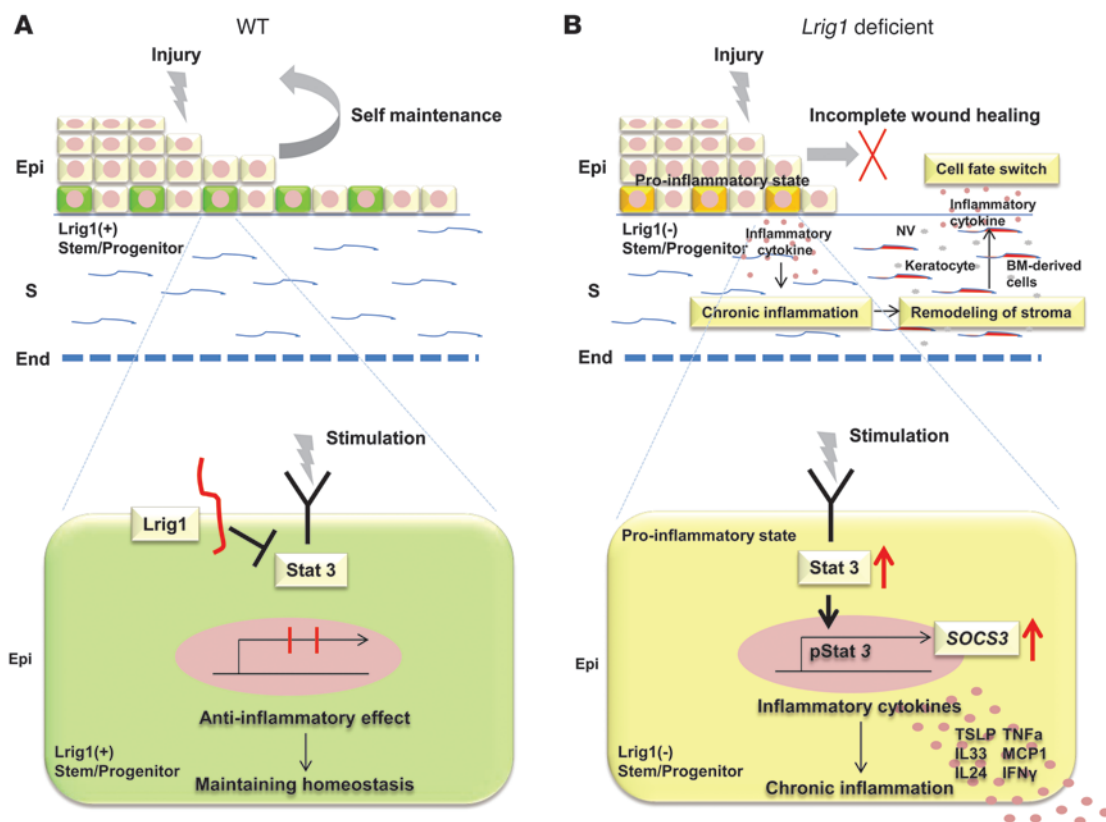 A
WT
Injury
Self maintenance
Epi
Lrig1(+)
Stem/Progenitor
S
End
Stimulation
Lrig1
Stat 3
Epi
Anti-inflammatory effect
Lrig1(+)
Stem/Progenitor
Maintaining homeostasis
B
Lrig1 deficient
Injury
Incomplete wound healing
Epi
Cell fate switch
Pro-inflammatory state
Inflammatory
cytokine
Lrig1(-)
Stem/Progenitor
Inflammatory
cytokine
NV
Keratocyte
BM-derived
cells
S
Chronic inflammation
Remodeling of stroma
End
Stimulation
Pro-inflammatory state
Stat 3
SOCS3
pStat 3
Epi
Inflammatory cytokines
TSLP TNFa
IL33 MCP1
IL24 IFNγ
Lrig1(-)
Stem/Progenitor
Chronic inflammation